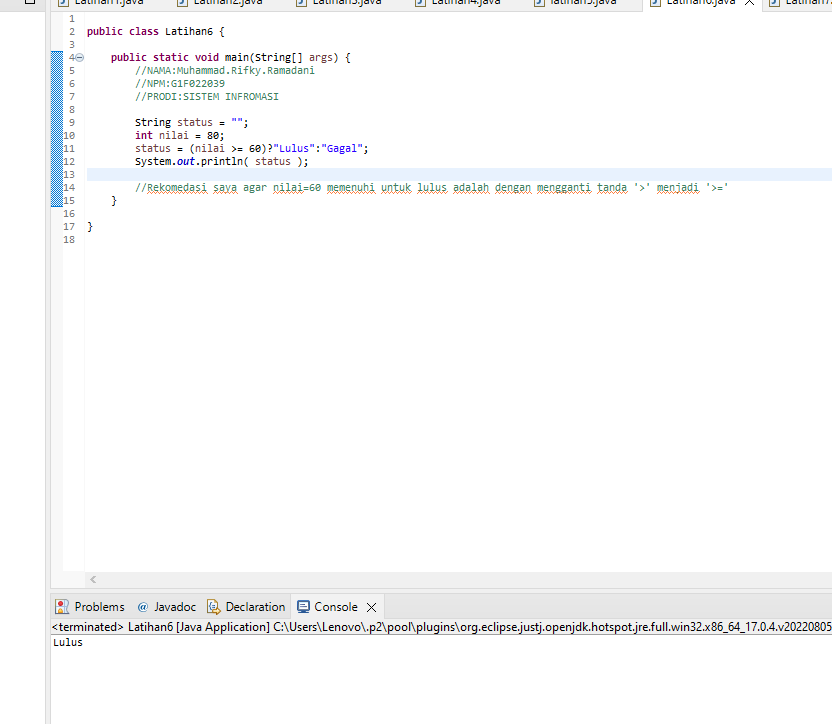 Latihan1.java Latihan2.java Latihan3.java Latihan4.java latihan5.java Latihan6.java Latihan7
1
2 public class Latihan6 {
3
4 public static void main(String[] args) {
5 //NAMA:Muhammad.Rifky.Ramadani
6 //NPM:G1F022039
7 //PRODI:SISTEM INFROMASI
8
9 String status = "";
10 int nilai = 80;
11 status = (nilai >= 60)?"Lulus":"Gagal";
12 System.out.println( status );
13
14 //Rekomedasi saya agar nilai=60 memenuhi untuk lulus adalah dengan mengganti tanda '>' menjadi '>='
15 }
16
17 }
18
Problems @ Javadoc Declaration Console
<terminated> Latihan6 [Java Application] C:\Users\Lenovo\.p2\pool\plugins\org.eclipse.justj.openjdk.hotspot.jre.full.win32.x86_64_17.0.4.v20220805
Lulus